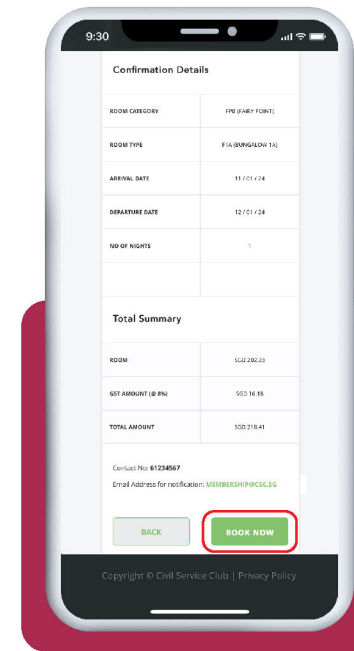 9:30
Confirmation Details
ROOM CATEGORY FPB (FAIRY POINT)
ROOM TYPE F1A (BUNGALOW 1A)
ARRIVAL DATE 11 / 01 / 24
DEPARTURE DATE 12 / 01 / 24
NO OF NIGHTS
Total Summary
ROOM SGD 202.23
GST AMOUNT (@ 8%) SGD 16.18
TOTAL AMOUNT SGD 218.41
Contact No: 61234567
Email Address for notification: MEMBERSHIP@CSC.SG
BACK BOOK NOW
Copyright © Civil Service Club | Privacy Policy